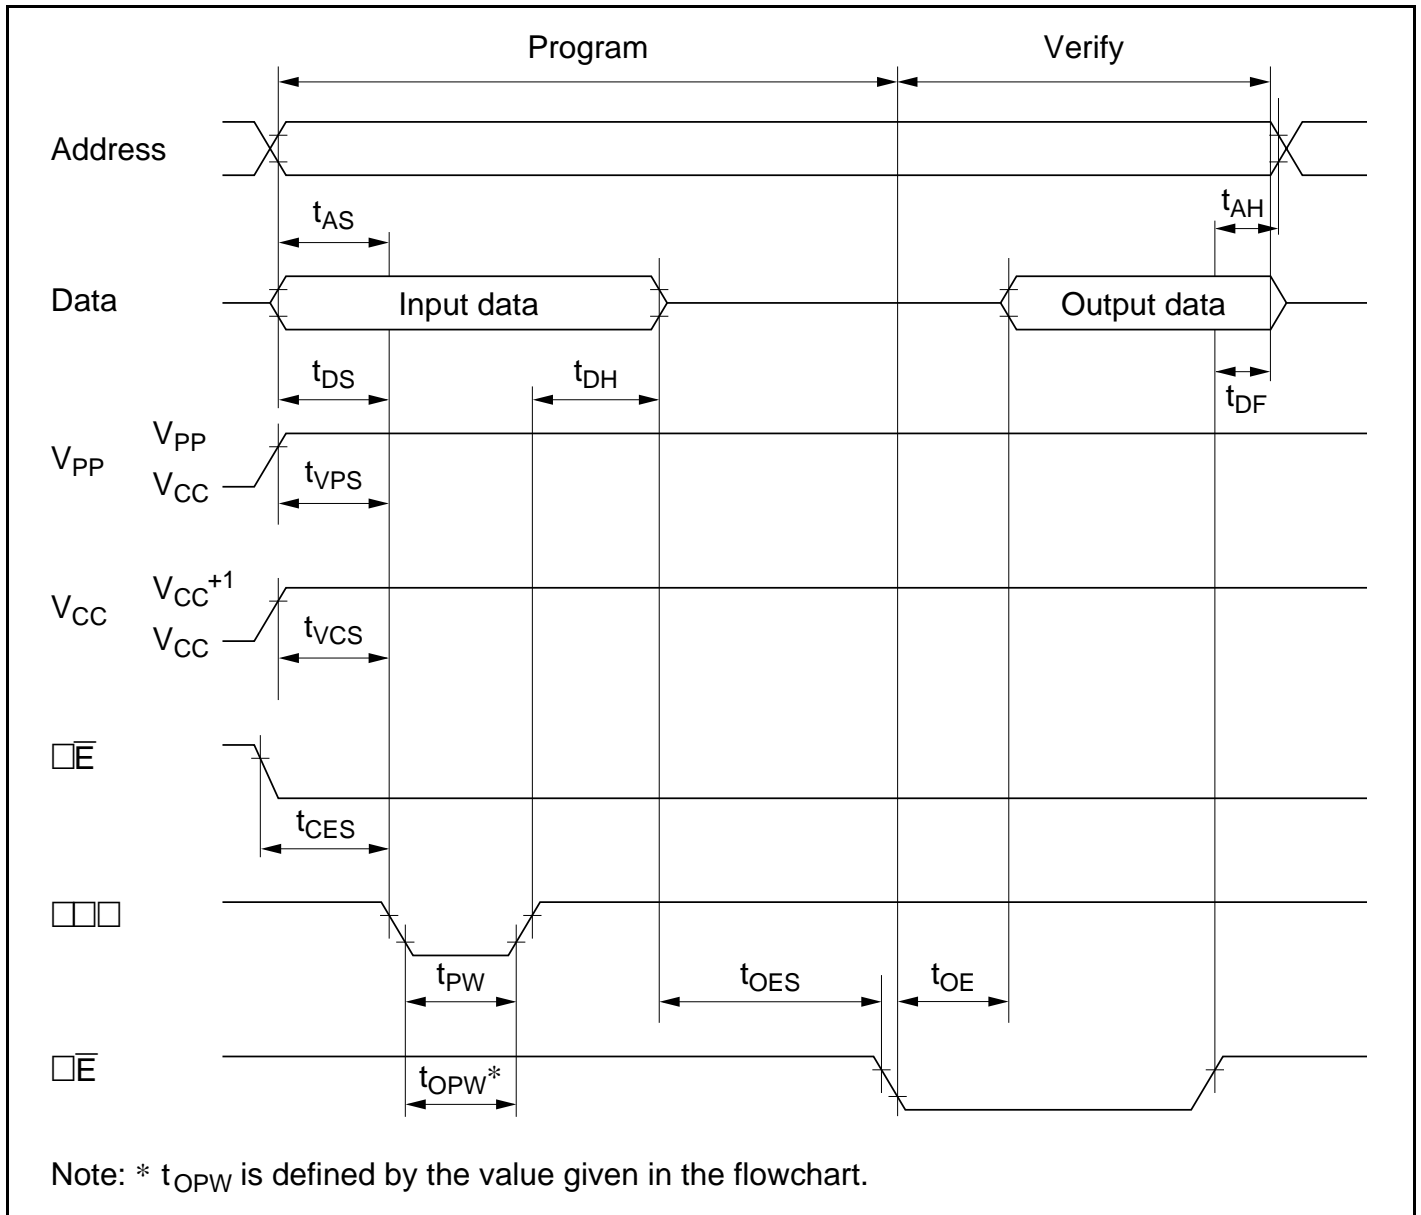 Program Verify
Address
tAS tAH
Data Input data Output data
tDS tDH tDF
VPP VPP
VCC
tVPS
VCC VCC+1
VCC
tVCS
□E̅
tCES
□□□
tPW tOES tOE
□E̅
tOPW*
Note: * tOPW is defined by the value given in the flowchart.